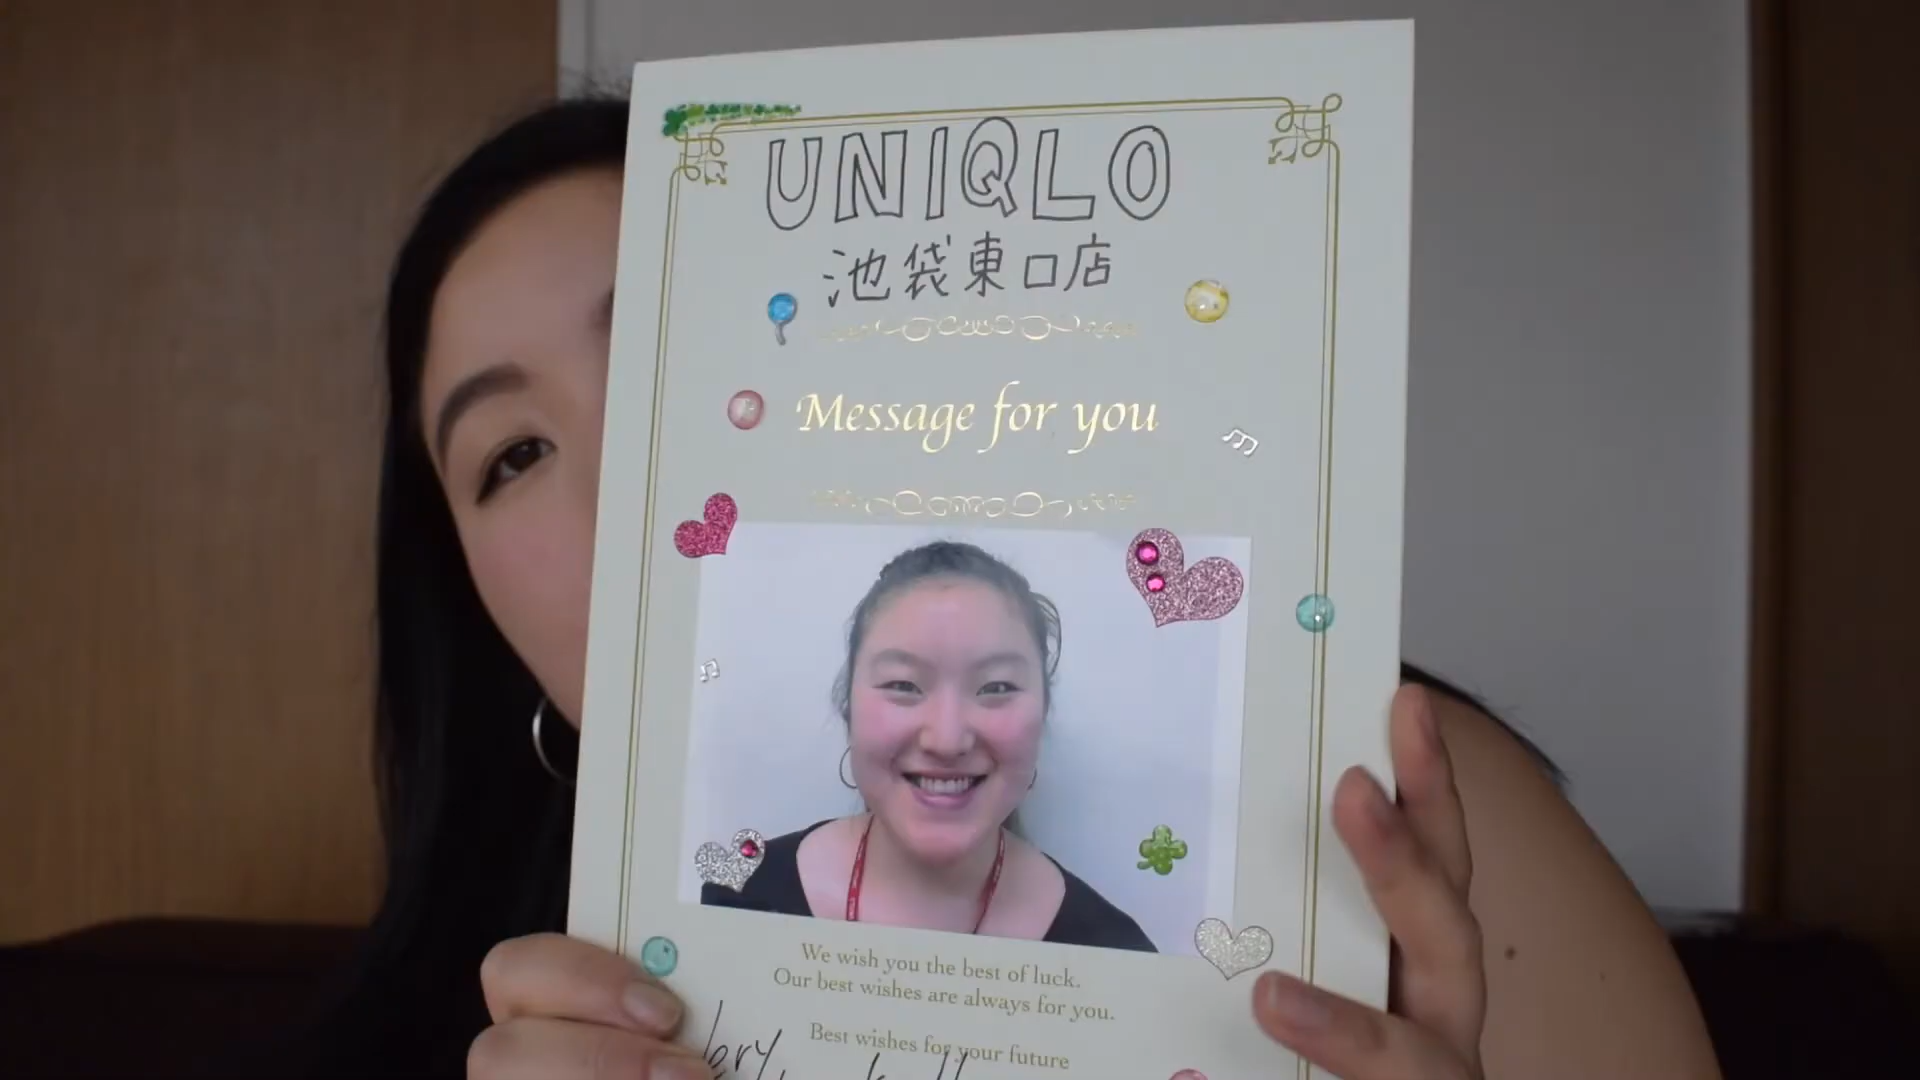 UNIQLO
池袋東口店
Message for you
We wish you the best of luck.
Our best wishes are always for you.
Best wishes for your future